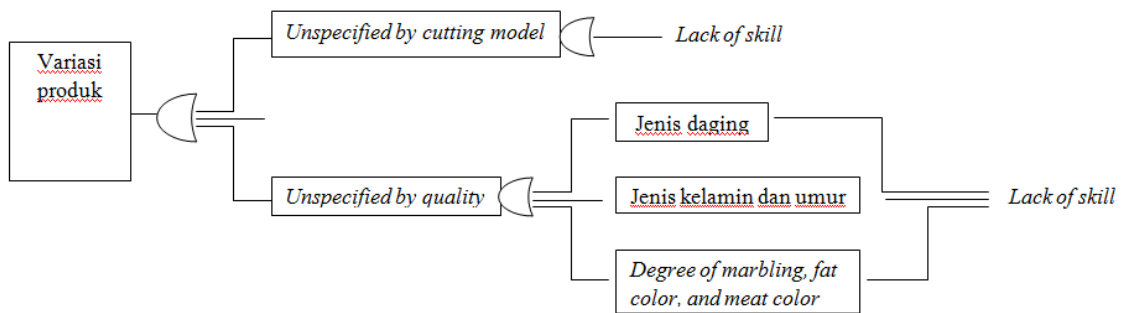 Variasi
produk
Unspecified by cutting model
Lack of skill
Unspecified by quality
Jenis daging
Jenis kelamin dan umur
Degree of marbling, fat
color, and meat color
Lack of skill